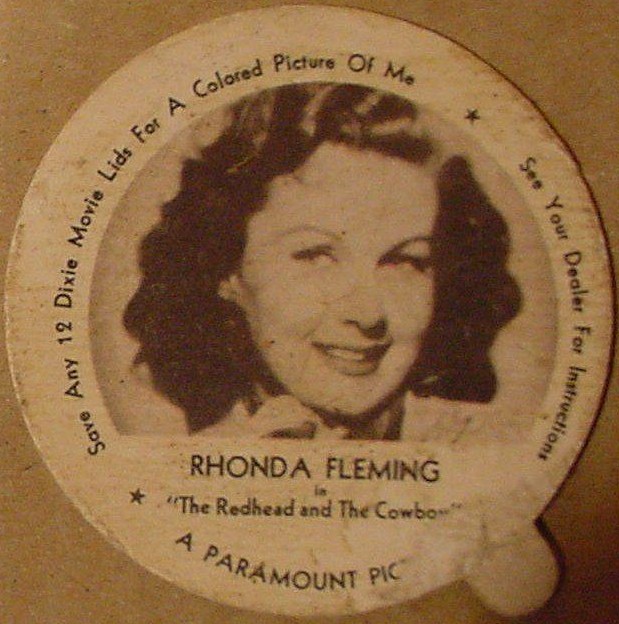 Save Any 12 Dixie Movie Lids For A Colored Picture Of Me
★ See Your Dealer For Instructions
RHONDA FLEMING
in
★ "The Redhead and The Cowboy"
A PARAMOUNT PIC